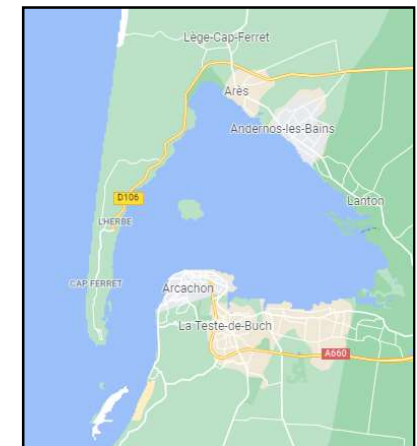 Lège-Cap-Ferret
Arès
Andernos-les-Bains
D106
Lanton
L'HERBE
CAP FERRET
Arcachon
La Teste-de-Buch
A660